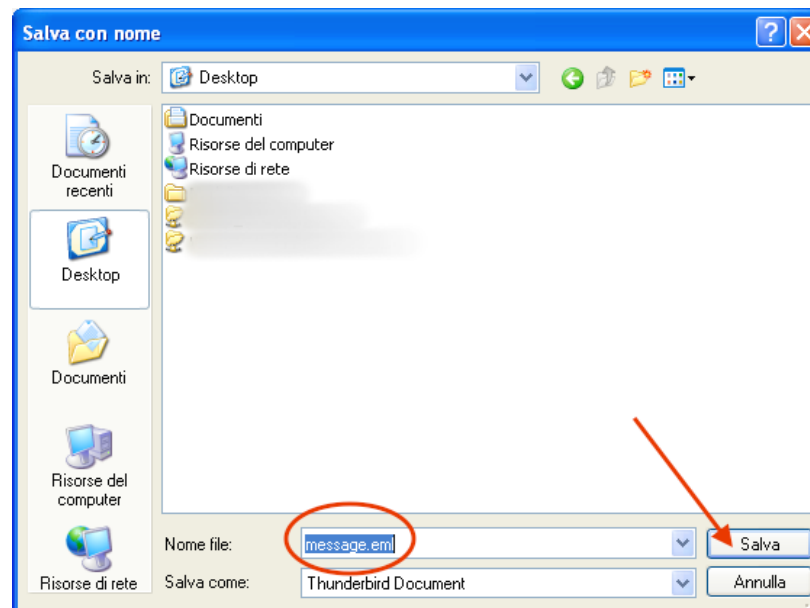 Salva con nome
Salva in:
Desktop
Documenti
Risorse del computer
Risorse di rete
Documenti
recenti
Desktop
Documenti
Risorse del
computer
Risorse di rete
Nome file:
message.eml
Salva
Salva come:
Thunderbird Document
Annulla